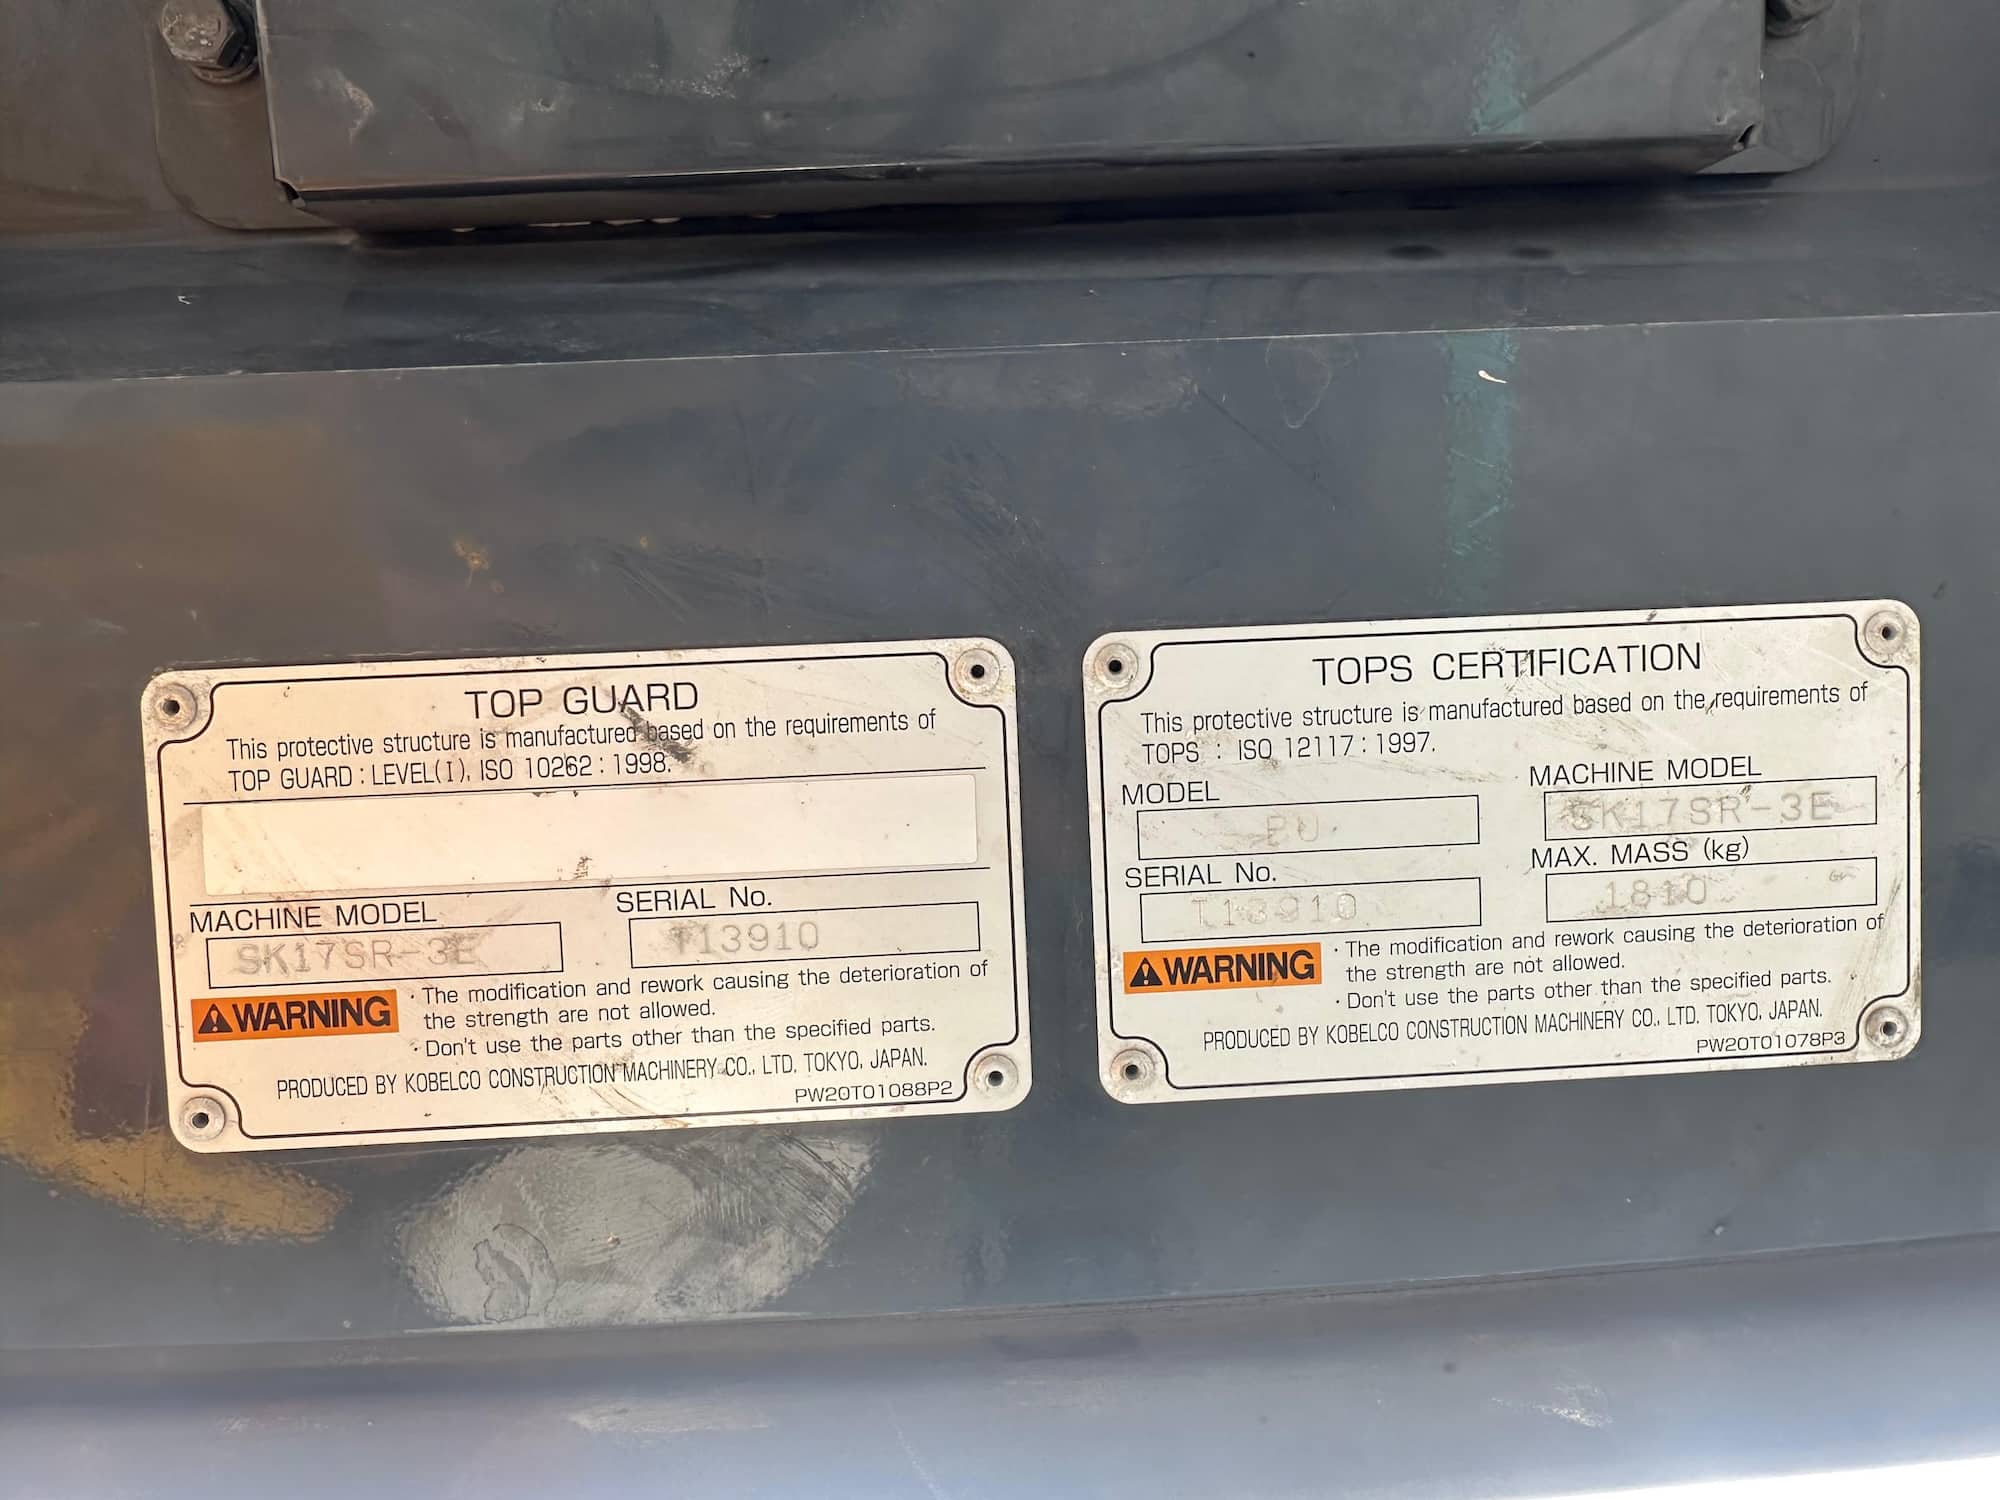 TOP GUARD
This protective structure is manufactured based on the requirements of
TOP GUARD : LEVEL(I), ISO 10262 : 1998.
MACHINE MODEL
SK17SR-3E
SERIAL No.
T13910
⚠WARNING
· The modification and rework causing the deterioration of
the strength are not allowed.
· Don't use the parts other than the specified parts.
PRODUCED BY KOBELCO CONSTRUCTION MACHINERY CO., LTD. TOKYO, JAPAN.
PW20T01088P2
TOPS CERTIFICATION
This protective structure is manufactured based on the requirements of
TOPS : ISO 12117 : 1997.
MODEL
PU
MACHINE MODEL
SK17SR-3E
SERIAL No.
T13910
MAX. MASS (kg)
1810
⚠WARNING
· The modification and rework causing the deterioration of
the strength are not allowed.
· Don't use the parts other than the specified parts.
PRODUCED BY KOBELCO CONSTRUCTION MACHINERY CO., LTD. TOKYO, JAPAN.
PW20T01078P3